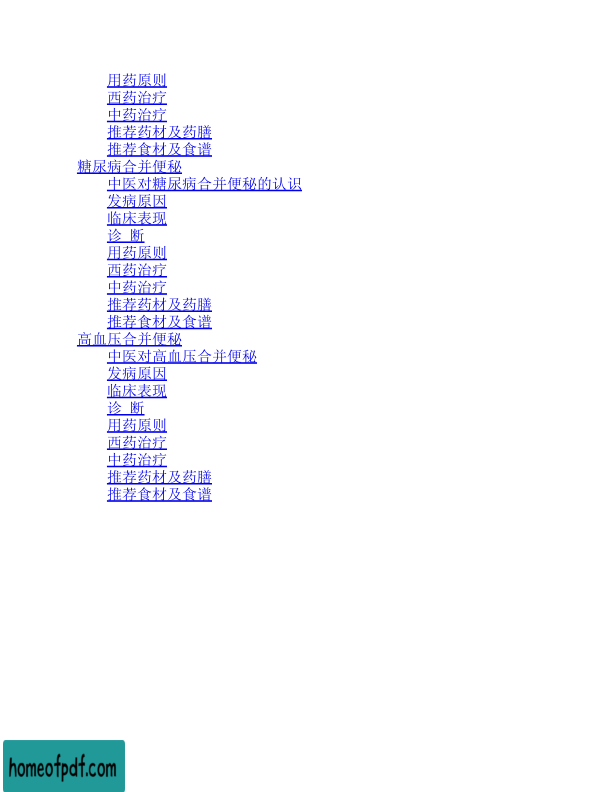 用药原则
西药治疗
中药治疗
推荐药材及药膳
推荐食材及食谱
糖尿病合并便秘
中医对糖尿病合并便秘的认识
发病原因
临床表现
诊 断
用药原则
西药治疗
中药治疗
推荐药材及药膳
推荐食材及食谱
高血压合并便秘
中医对高血压合并便秘
发病原因
临床表现
诊 断
用药原则
西药治疗
中药治疗
推荐药材及药膳
推荐食材及食谱
homeofpdf.com